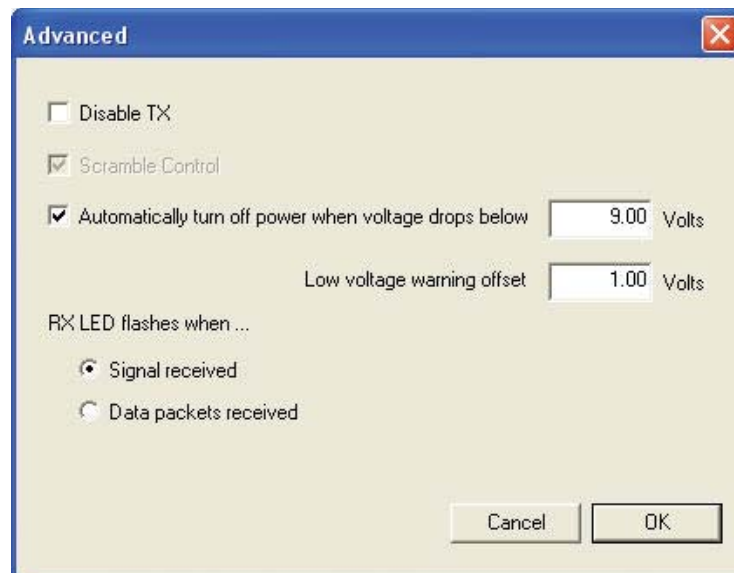 Advanced
Disable TX
Scramble Control
Automatically turn off power when voltage drops below 9.00 Volts
Low voltage warning offset 1.00 Volts
RX LED flashes when ...
Signal received
Data packets received
Cancel OK